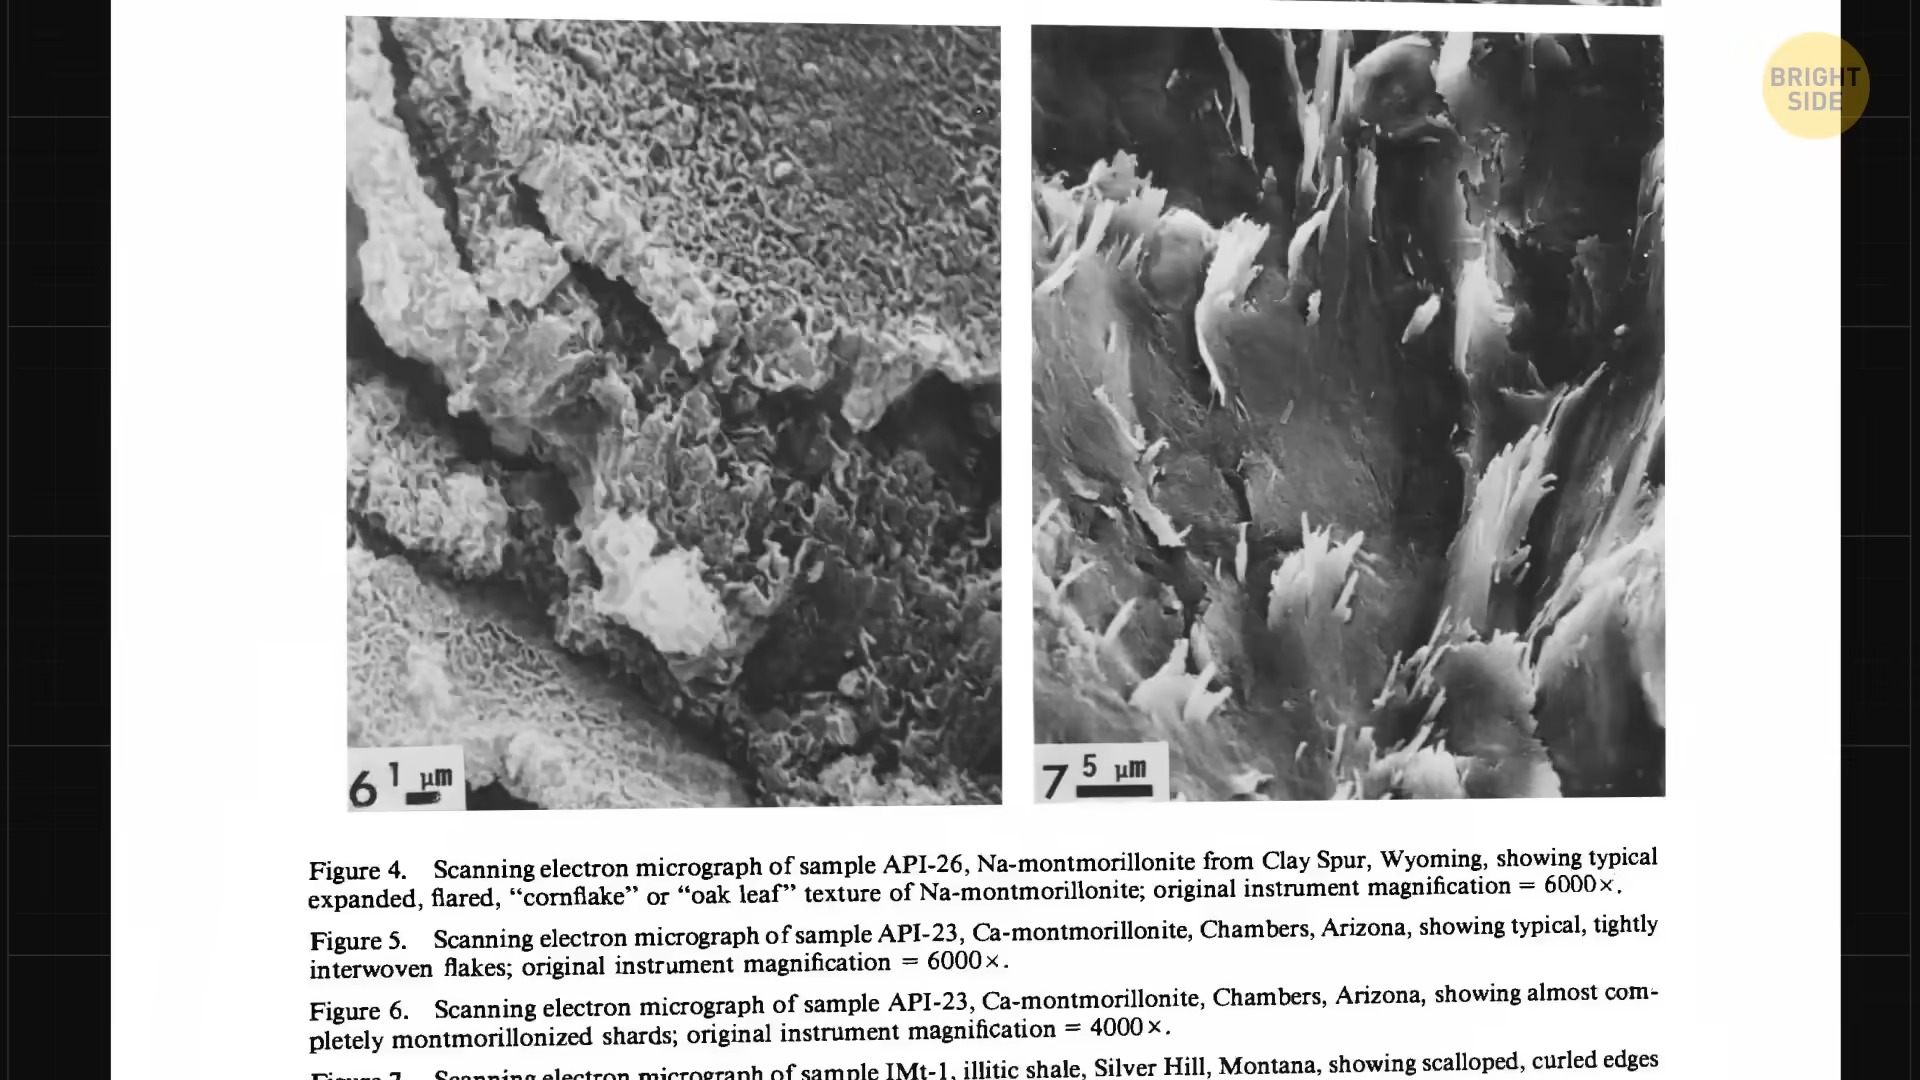 BRIGHT
SIDE
6 1 μm
7 5 μm
Figure 4. Scanning electron micrograph of sample API-26, Na-montmorillonite from Clay Spur, Wyoming, showing typical
expanded, flared, “cornflake” or “oak leaf” texture of Na-montmorillonite; original instrument magnification = 6000×.
Figure 5. Scanning electron micrograph of sample API-23, Ca-montmorillonite, Chambers, Arizona, showing typical, tightly
interwoven flakes; original instrument magnification = 6000×.
Figure 6. Scanning electron micrograph of sample API-23, Ca-montmorillonite, Chambers, Arizona, showing almost com-
pletely montmorillonized shards; original instrument magnification = 4000×.
Figure 7. Scanning electron micrograph of sample IMt-1, illitic shale, Silver Hill, Montana, showing scalloped, curled edges